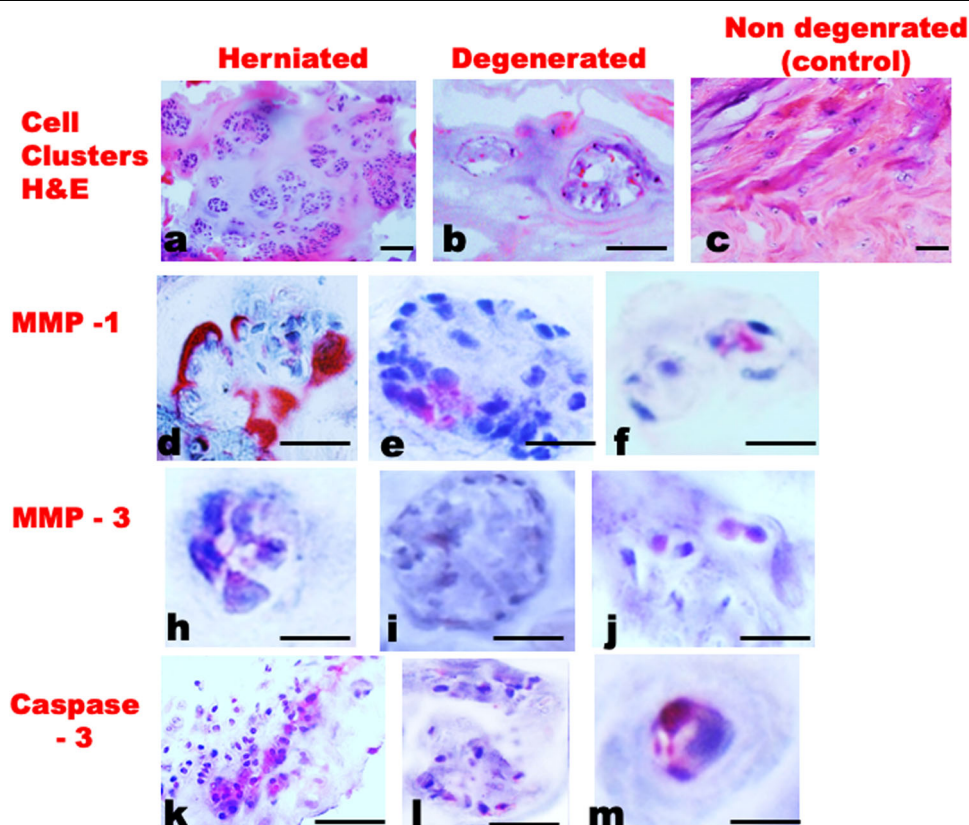 Herniated
Degenerated
Non degenrated
(control)
Cell
Clusters
H&E
a
b
c
MMP -1
d
e
f
MMP - 3
h
i
j
Caspase
- 3
k
l
m